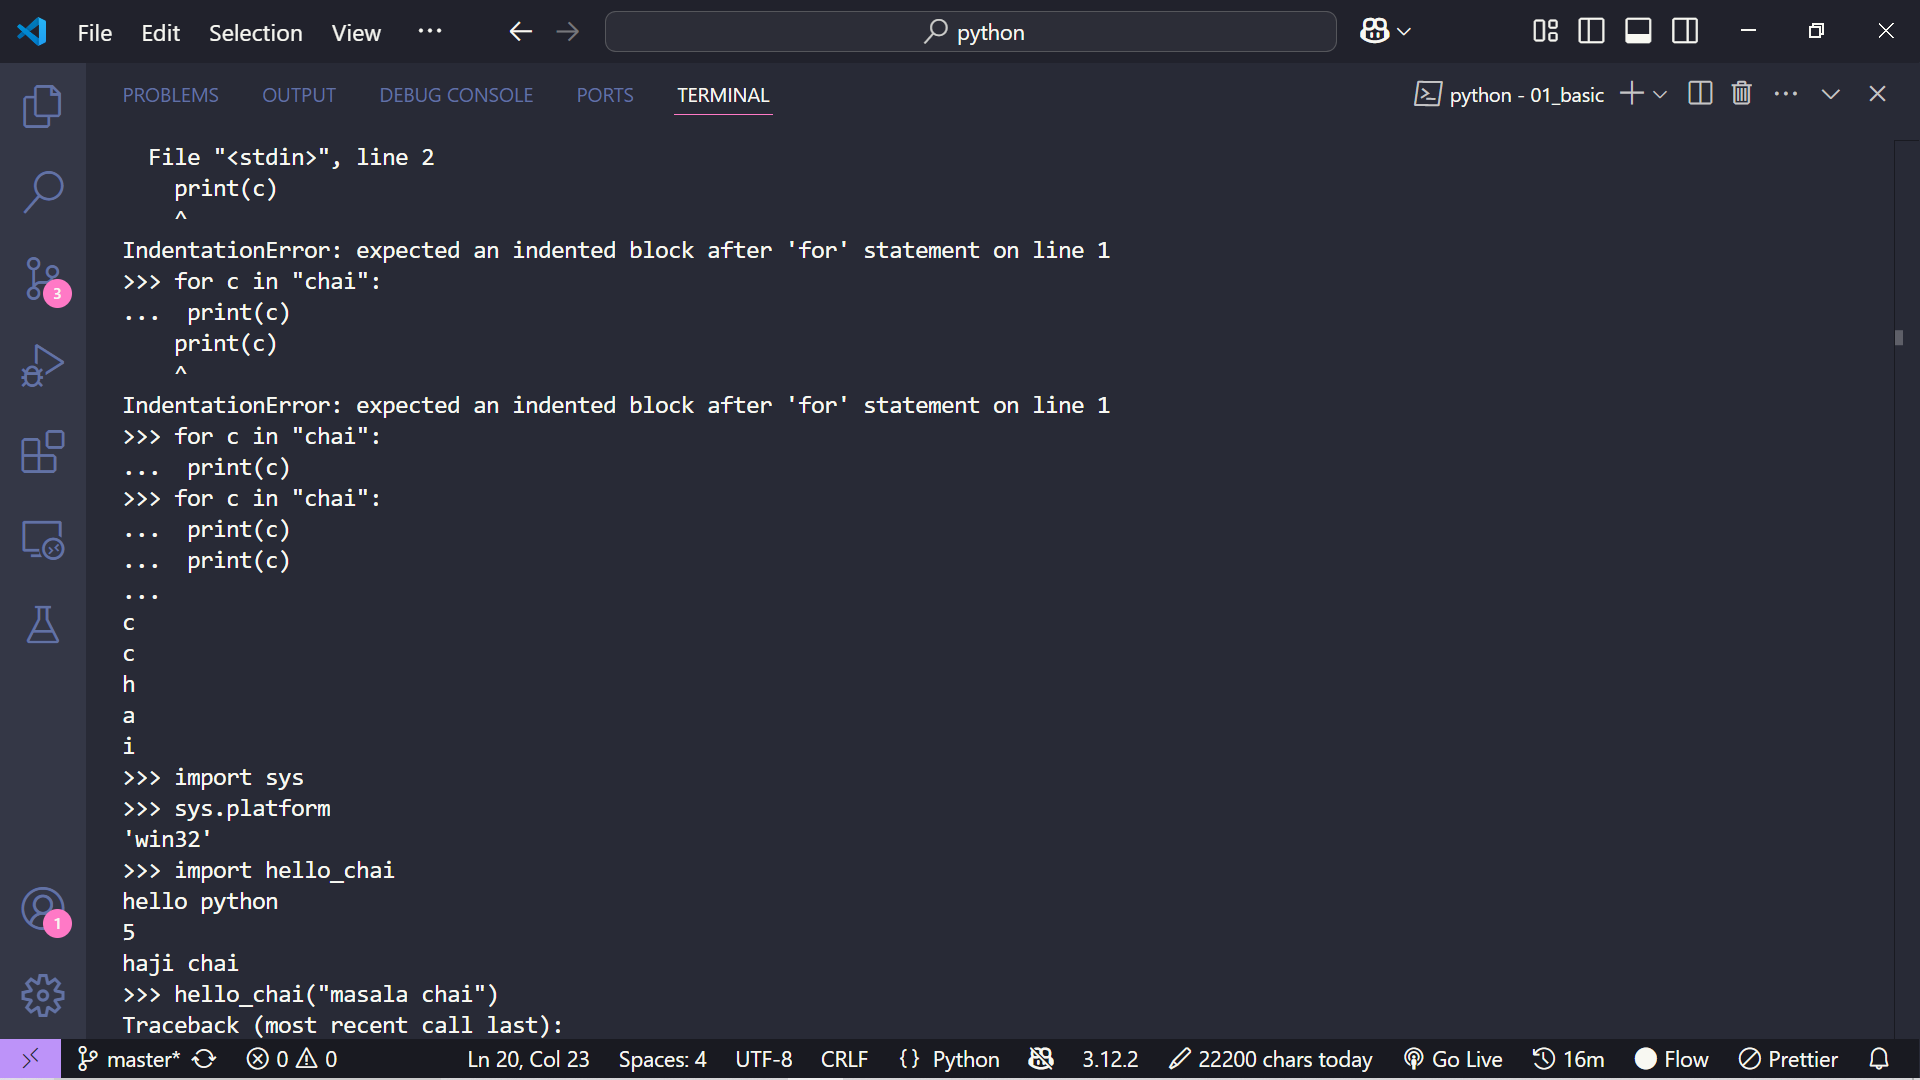 File Edit Selection View ··· python
PROBLEMS OUTPUT DEBUG CONSOLE PORTS TERMINAL python - 01_basic
File "<stdin>", line 2
print(c)
^
IndentationError: expected an indented block after 'for' statement on line 1
>>> for c in "chai":
...  print(c)
print(c)
^
IndentationError: expected an indented block after 'for' statement on line 1
>>> for c in "chai":
...  print(c)
>>> for c in "chai":
...  print(c)
...  print(c)
...
c
c
h
a
i
>>> import sys
>>> sys.platform
'win32'
>>> import hello_chai
hello python
5
haji chai
>>> hello_chai("masala chai")
Traceback (most recent call last):
3
1
master* 0 0 Ln 20, Col 23 Spaces: 4 UTF-8 CRLF {} Python 3.12.2 22200 chars today Go Live 16m Flow Prettier